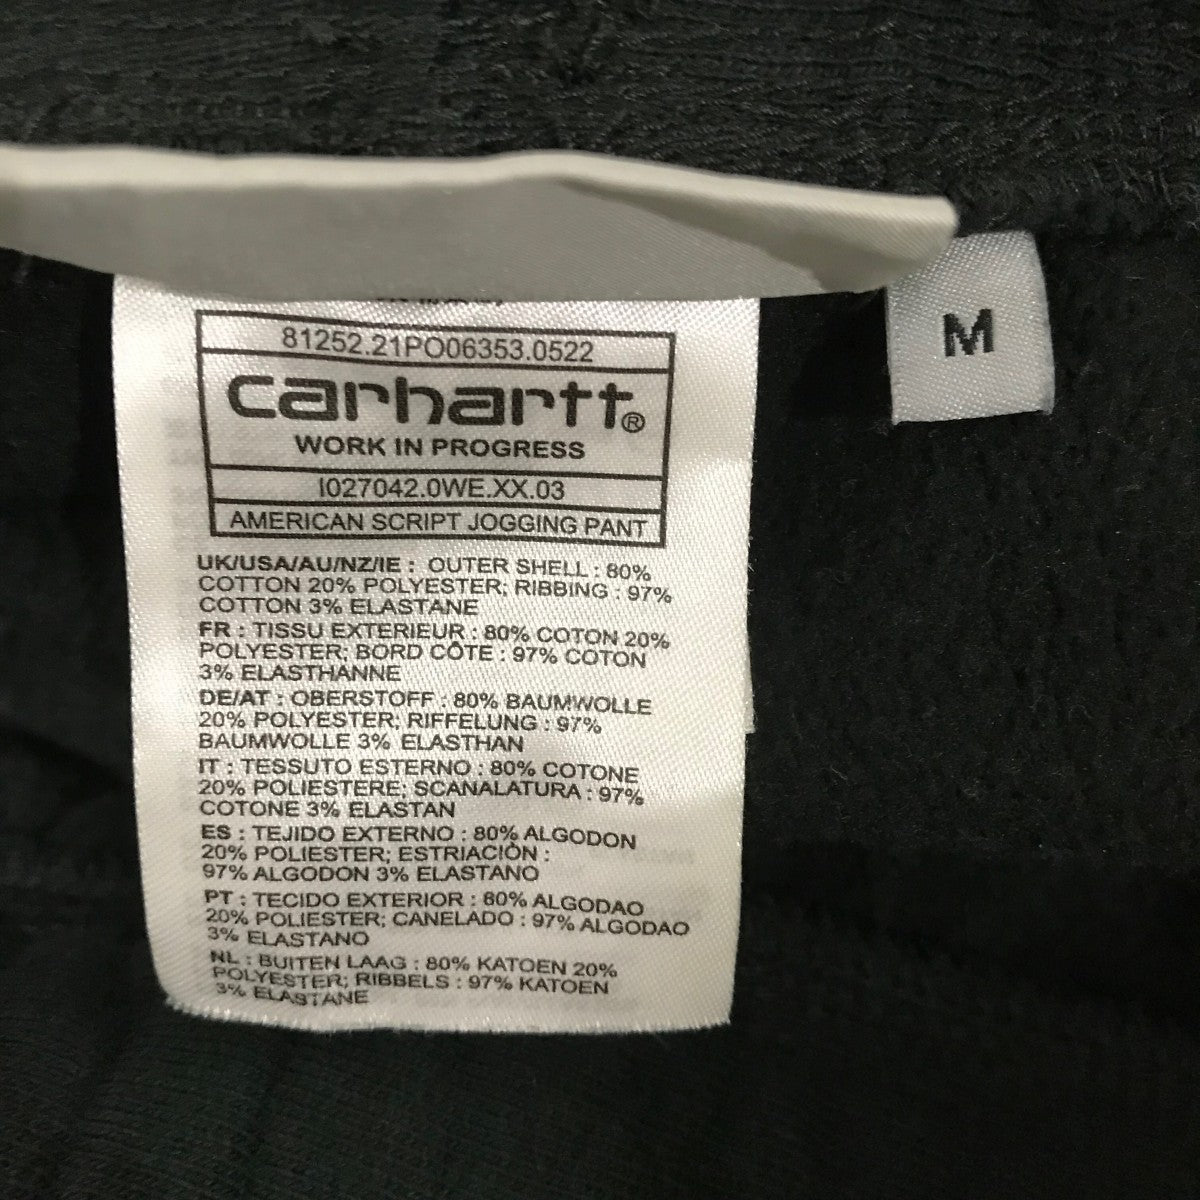 81252.21PO06353.0522
carhartt®
WORK IN PROGRESS
I027042.0WE.XX.03
AMERICAN SCRIPT JOGGING PANT
UK/USA/AU/NZ/IE : OUTER SHELL : 80%
COTTON 20% POLYESTER; RIBBING : 97%
COTTON 3% ELASTANE
FR : TISSU EXTERIEUR : 80% COTON 20%
POLYESTER; BORD CÔTE : 97% COTON
3% ELASTHANNE
DE/AT : OBERSTOFF : 80% BAUMWOLLE
20% POLYESTER; RIFFELUNG : 97%
BAUMWOLLE 3% ELASTHAN
IT : TESSUTO ESTERNO : 80% COTONE
20% POLIESTERE; SCANALATURA : 97%
COTONE 3% ELASTAN
ES : TEJIDO EXTERNO : 80% ALGODON
20% POLIESTER; ESTRIACIÓN :
97% ALGODON 3% ELASTANO
PT : TECIDO EXTERIOR : 80% ALGODAO
20% POLIESTER; CANELADO : 97% ALGODAO
3% ELASTANO
NL : BUITEN LAAG : 80% KATOEN 20%
POLYESTER; RIBBELS : 97% KATOEN
3% ELASTANE
M